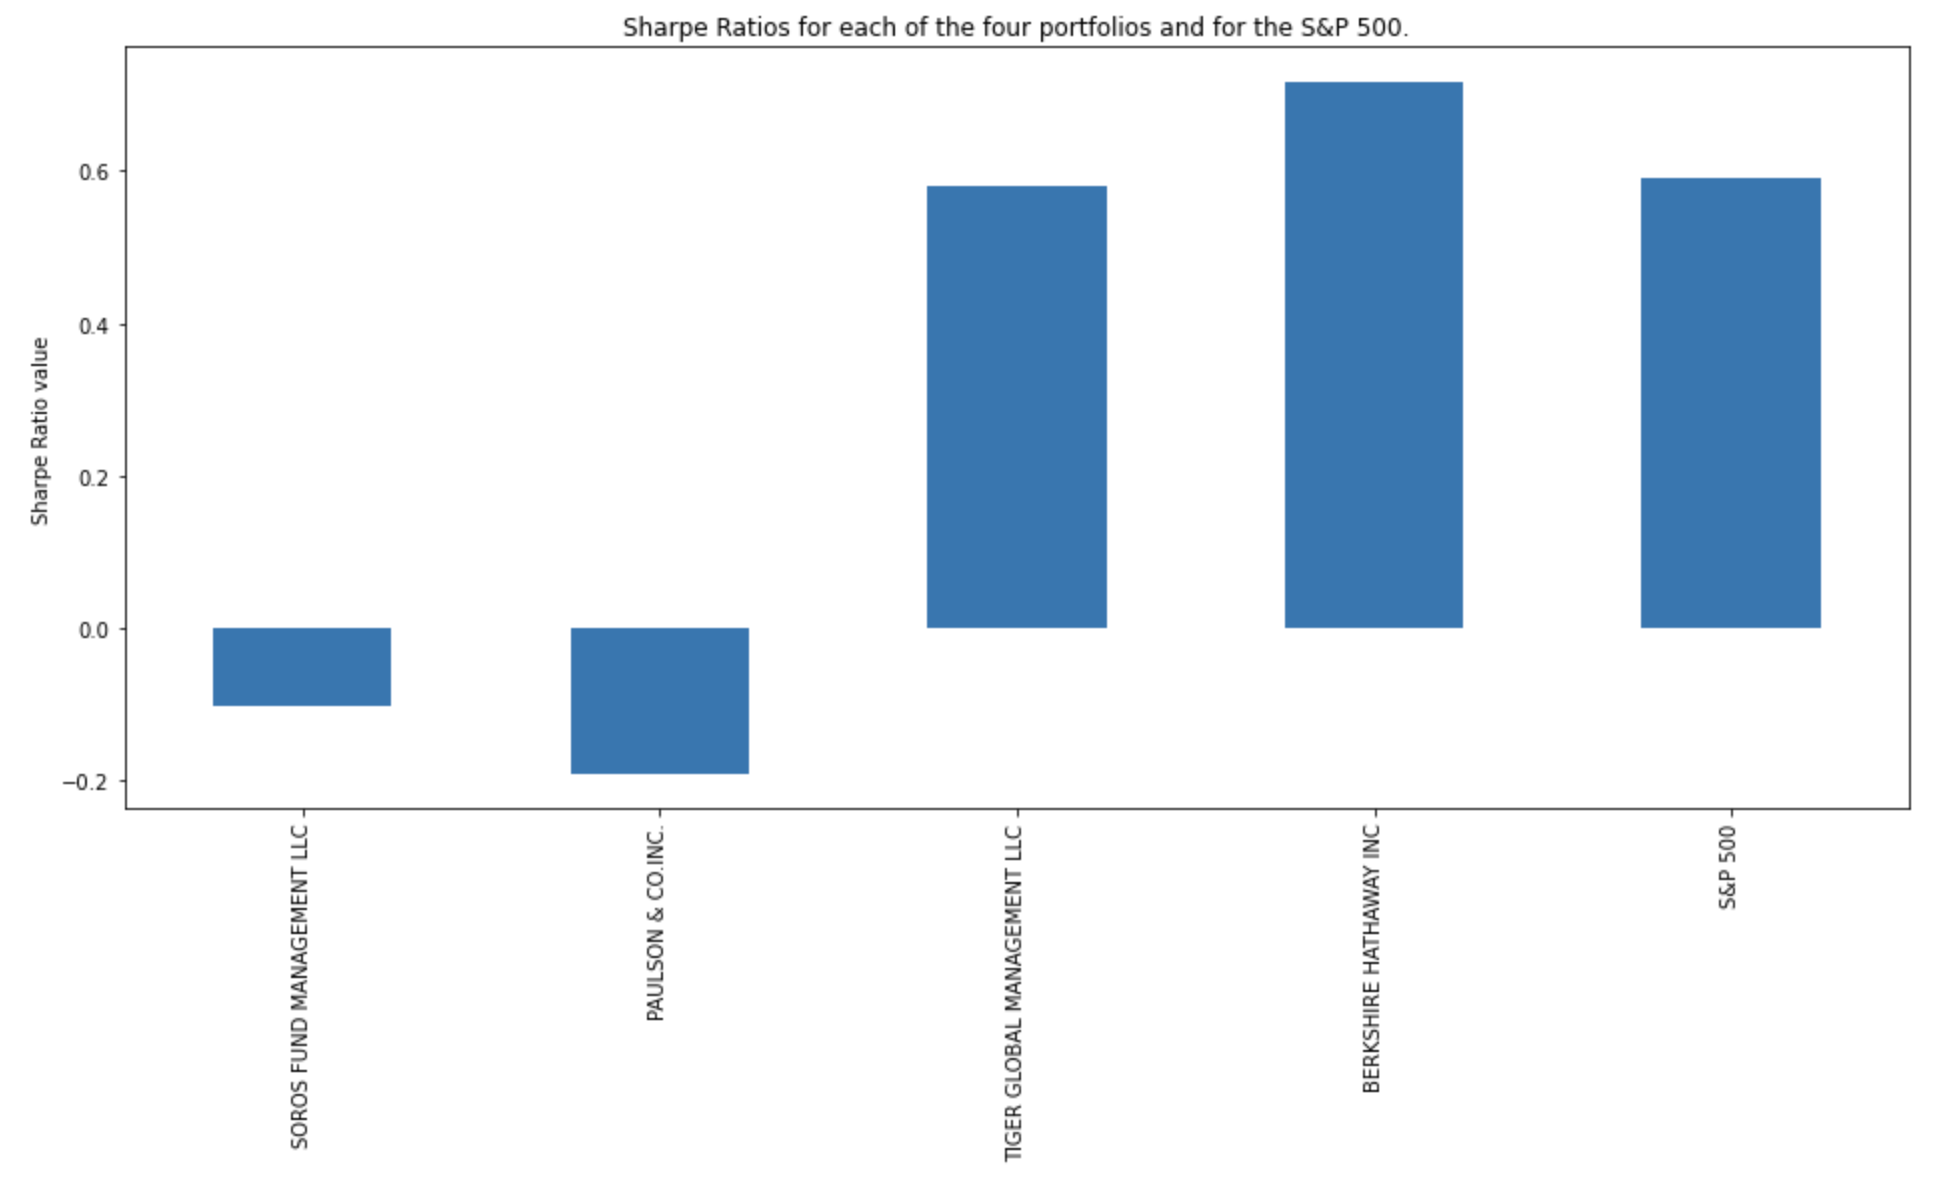 Sharpe Ratios for each of the four portfolios and for the S&P 500.
Sharpe Ratio value
0.6
0.4
0.2
0.0
−0.2
SOROS FUND MANAGEMENT LLC
PAULSON & CO.INC.
TIGER GLOBAL MANAGEMENT LLC
BERKSHIRE HATHAWAY INC
S&P 500